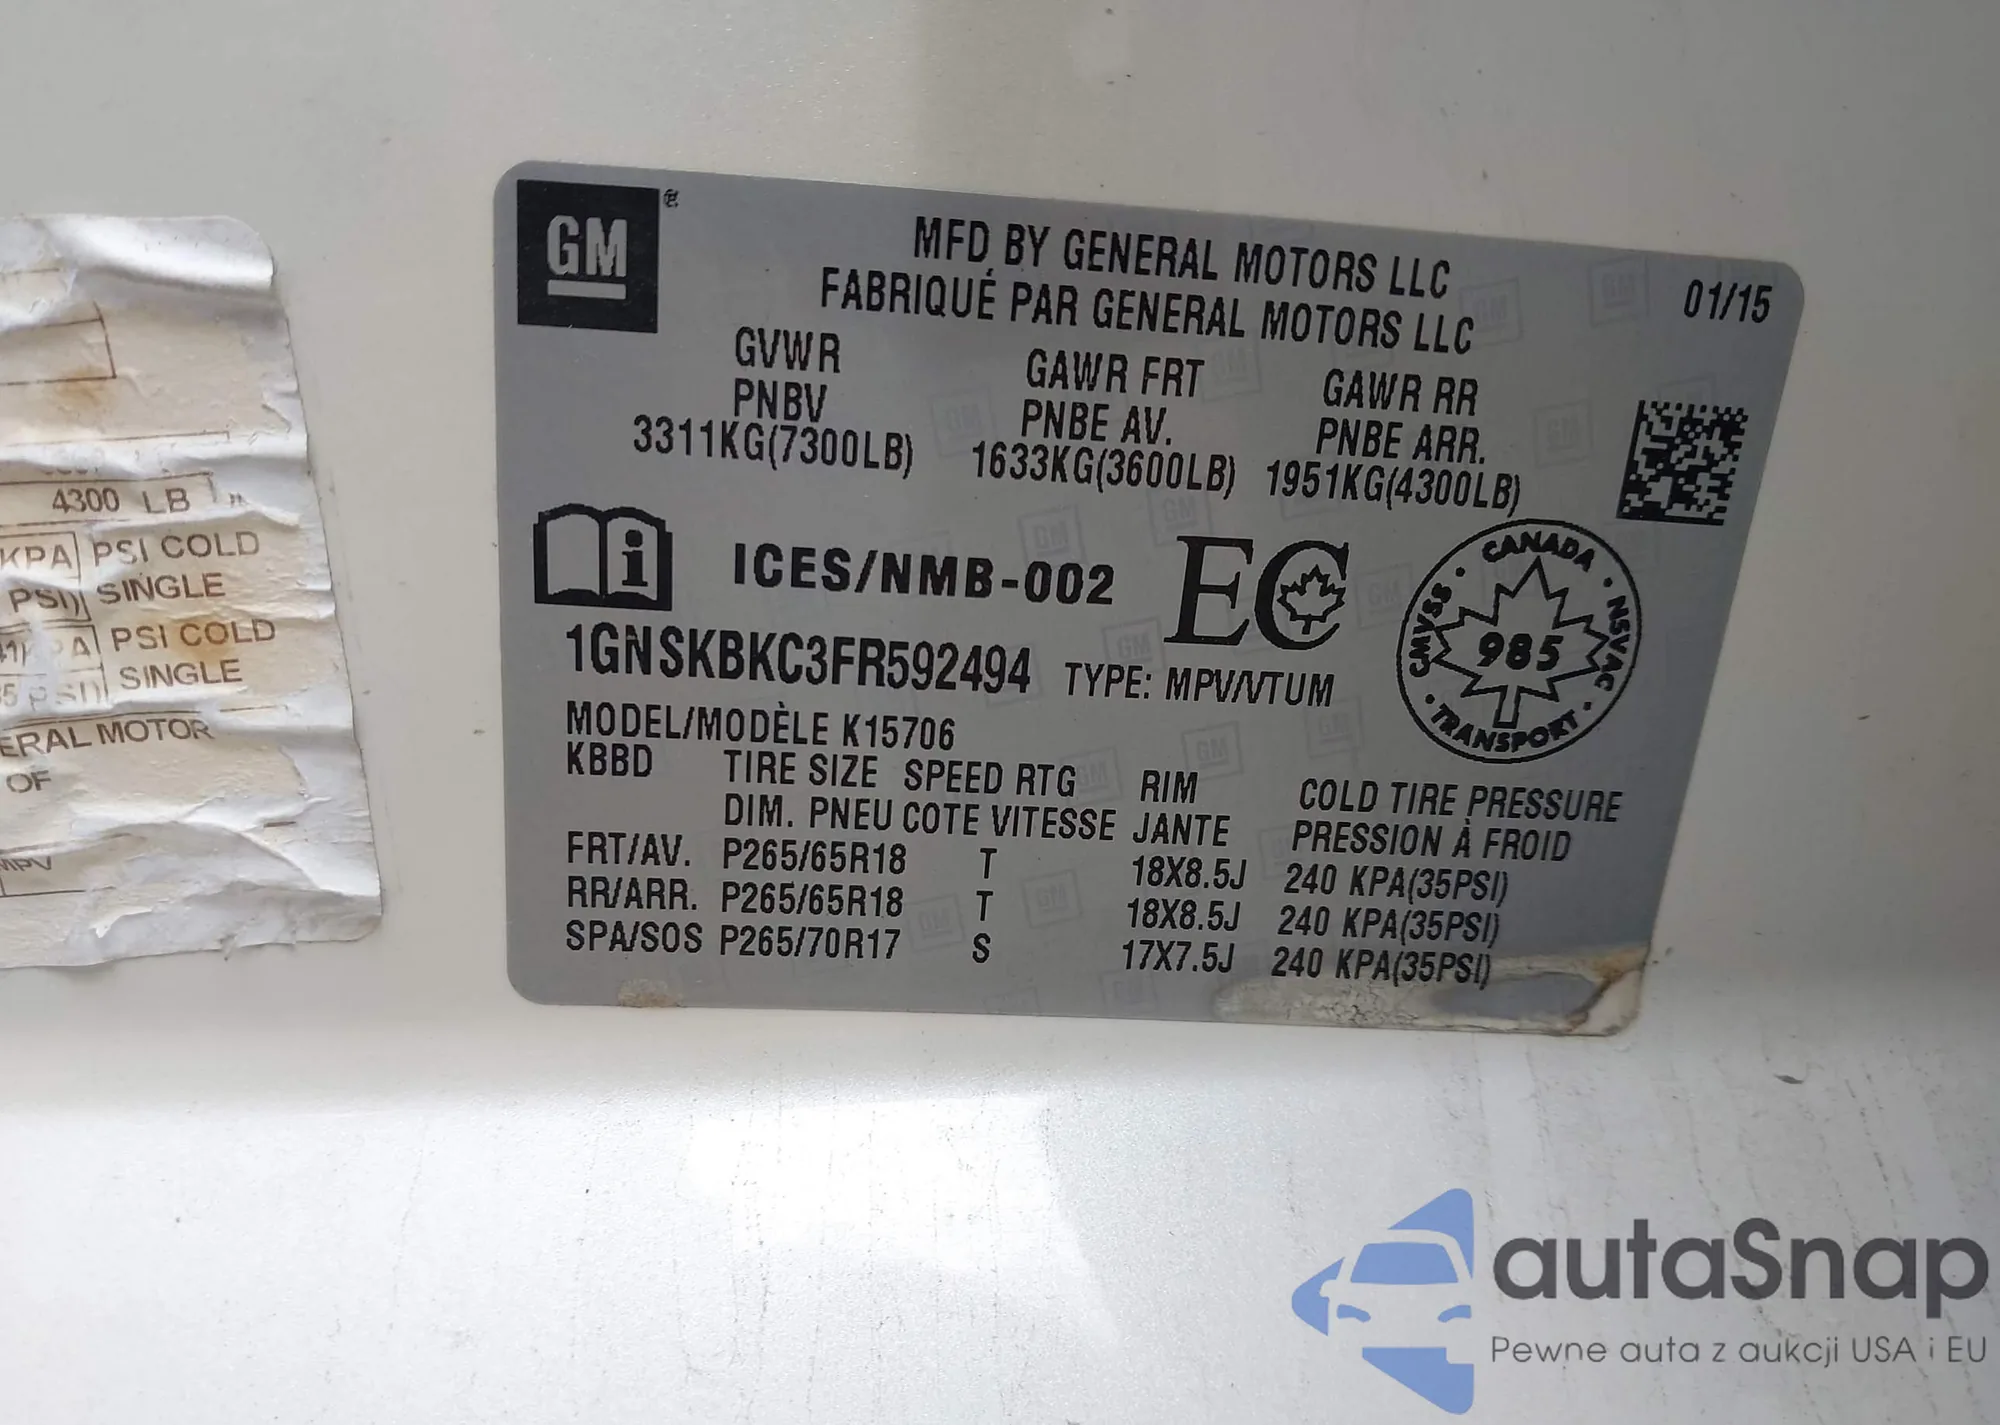 4300 LB
KPA PSI COLD
PSI) SINGLE
PSI COLD
SINGLE
ERAL MOTOR
OF
MPV
GM
MFD BY GENERAL MOTORS LLC
FABRIQUÉ PAR GENERAL MOTORS LLC
01/15
GVWR GAWR FRT GAWR RR
PNBV PNBE AV. PNBE ARR.
3311KG(7300LB) 1633KG(3600LB) 1951KG(4300LB)
ICES/NMB-002 EC
CANADA
CMVSS · NSVAC
985
TRANSPORT
1GNSKBKC3FR592494 TYPE: MPV/VTUM
MODEL/MODÈLE K15706
KBBD TIRE SIZE SPEED RTG RIM COLD TIRE PRESSURE
DIM. PNEU COTE VITESSE JANTE PRESSION À FROID
FRT/AV. P265/65R18 T 18X8.5J 240 KPA(35PSI)
RR/ARR. P265/65R18 T 18X8.5J 240 KPA(35PSI)
SPA/SOS P265/70R17 S 17X7.5J 240 KPA(35PSI)
autaSnap
Pewne auta z aukcji USA i EU